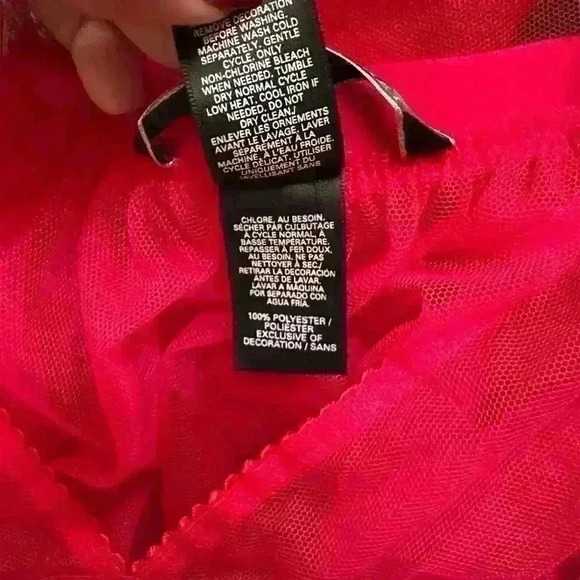 REMOVE DECORATION
BEFORE WASHING.
MACHINE WASH COLD
SEPARATELY. GENTLE
CYCLE. ONLY
NON-CHLORINE BLEACH
WHEN NEEDED. TUMBLE
DRY NORMAL CYCLE
LOW HEAT. COOL IRON IF
NEEDED. DO NOT
DRY CLEAN./
ENLEVER LES ORNEMENTS
AVANT LE LAVAGE. LAVER
SÉPAREMENT À LA
MACHINE, À L'EAU FROIDE.
CYCLE DÉLICAT. UTILISER
UNIQUEMENT DU
JAVELLISANT SANS
CHLORE, AU BESOIN.
SÉCHER PAR CULBUTAGE
À CYCLE NORMAL, À
BASSE TEMPÉRATURE.
REPASSER À FER DOUX,
AU BESOIN. NE PAS
NETTOYER À SEC./
RETIRAR LA DECORACIÓN
ANTES DE LAVAR.
LAVAR A MÁQUINA
POR SEPARADO CON
AGUA FRÍA.
100% POLYESTER /
POLIÉSTER
EXCLUSIVE OF
DECORATION / SANS